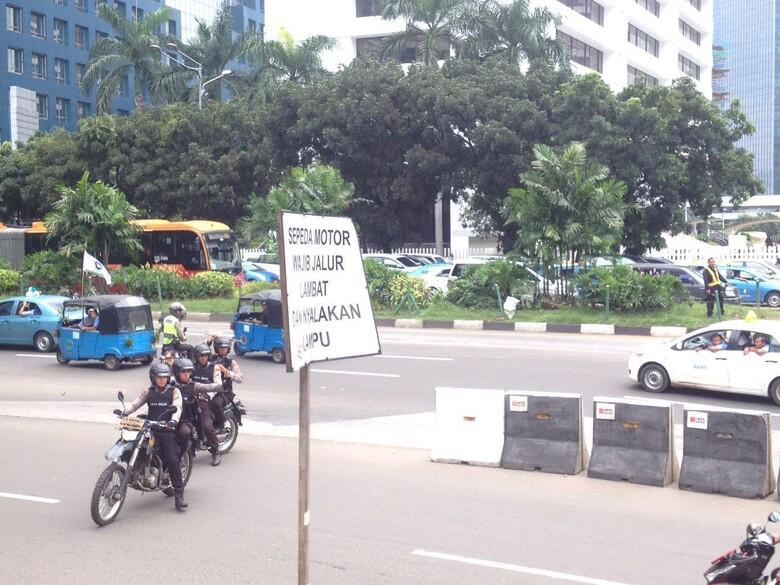 SEPEDA MOTOR
WAJIB JALUR
LAMBAT
DAN NYALAKAN
LAMPU